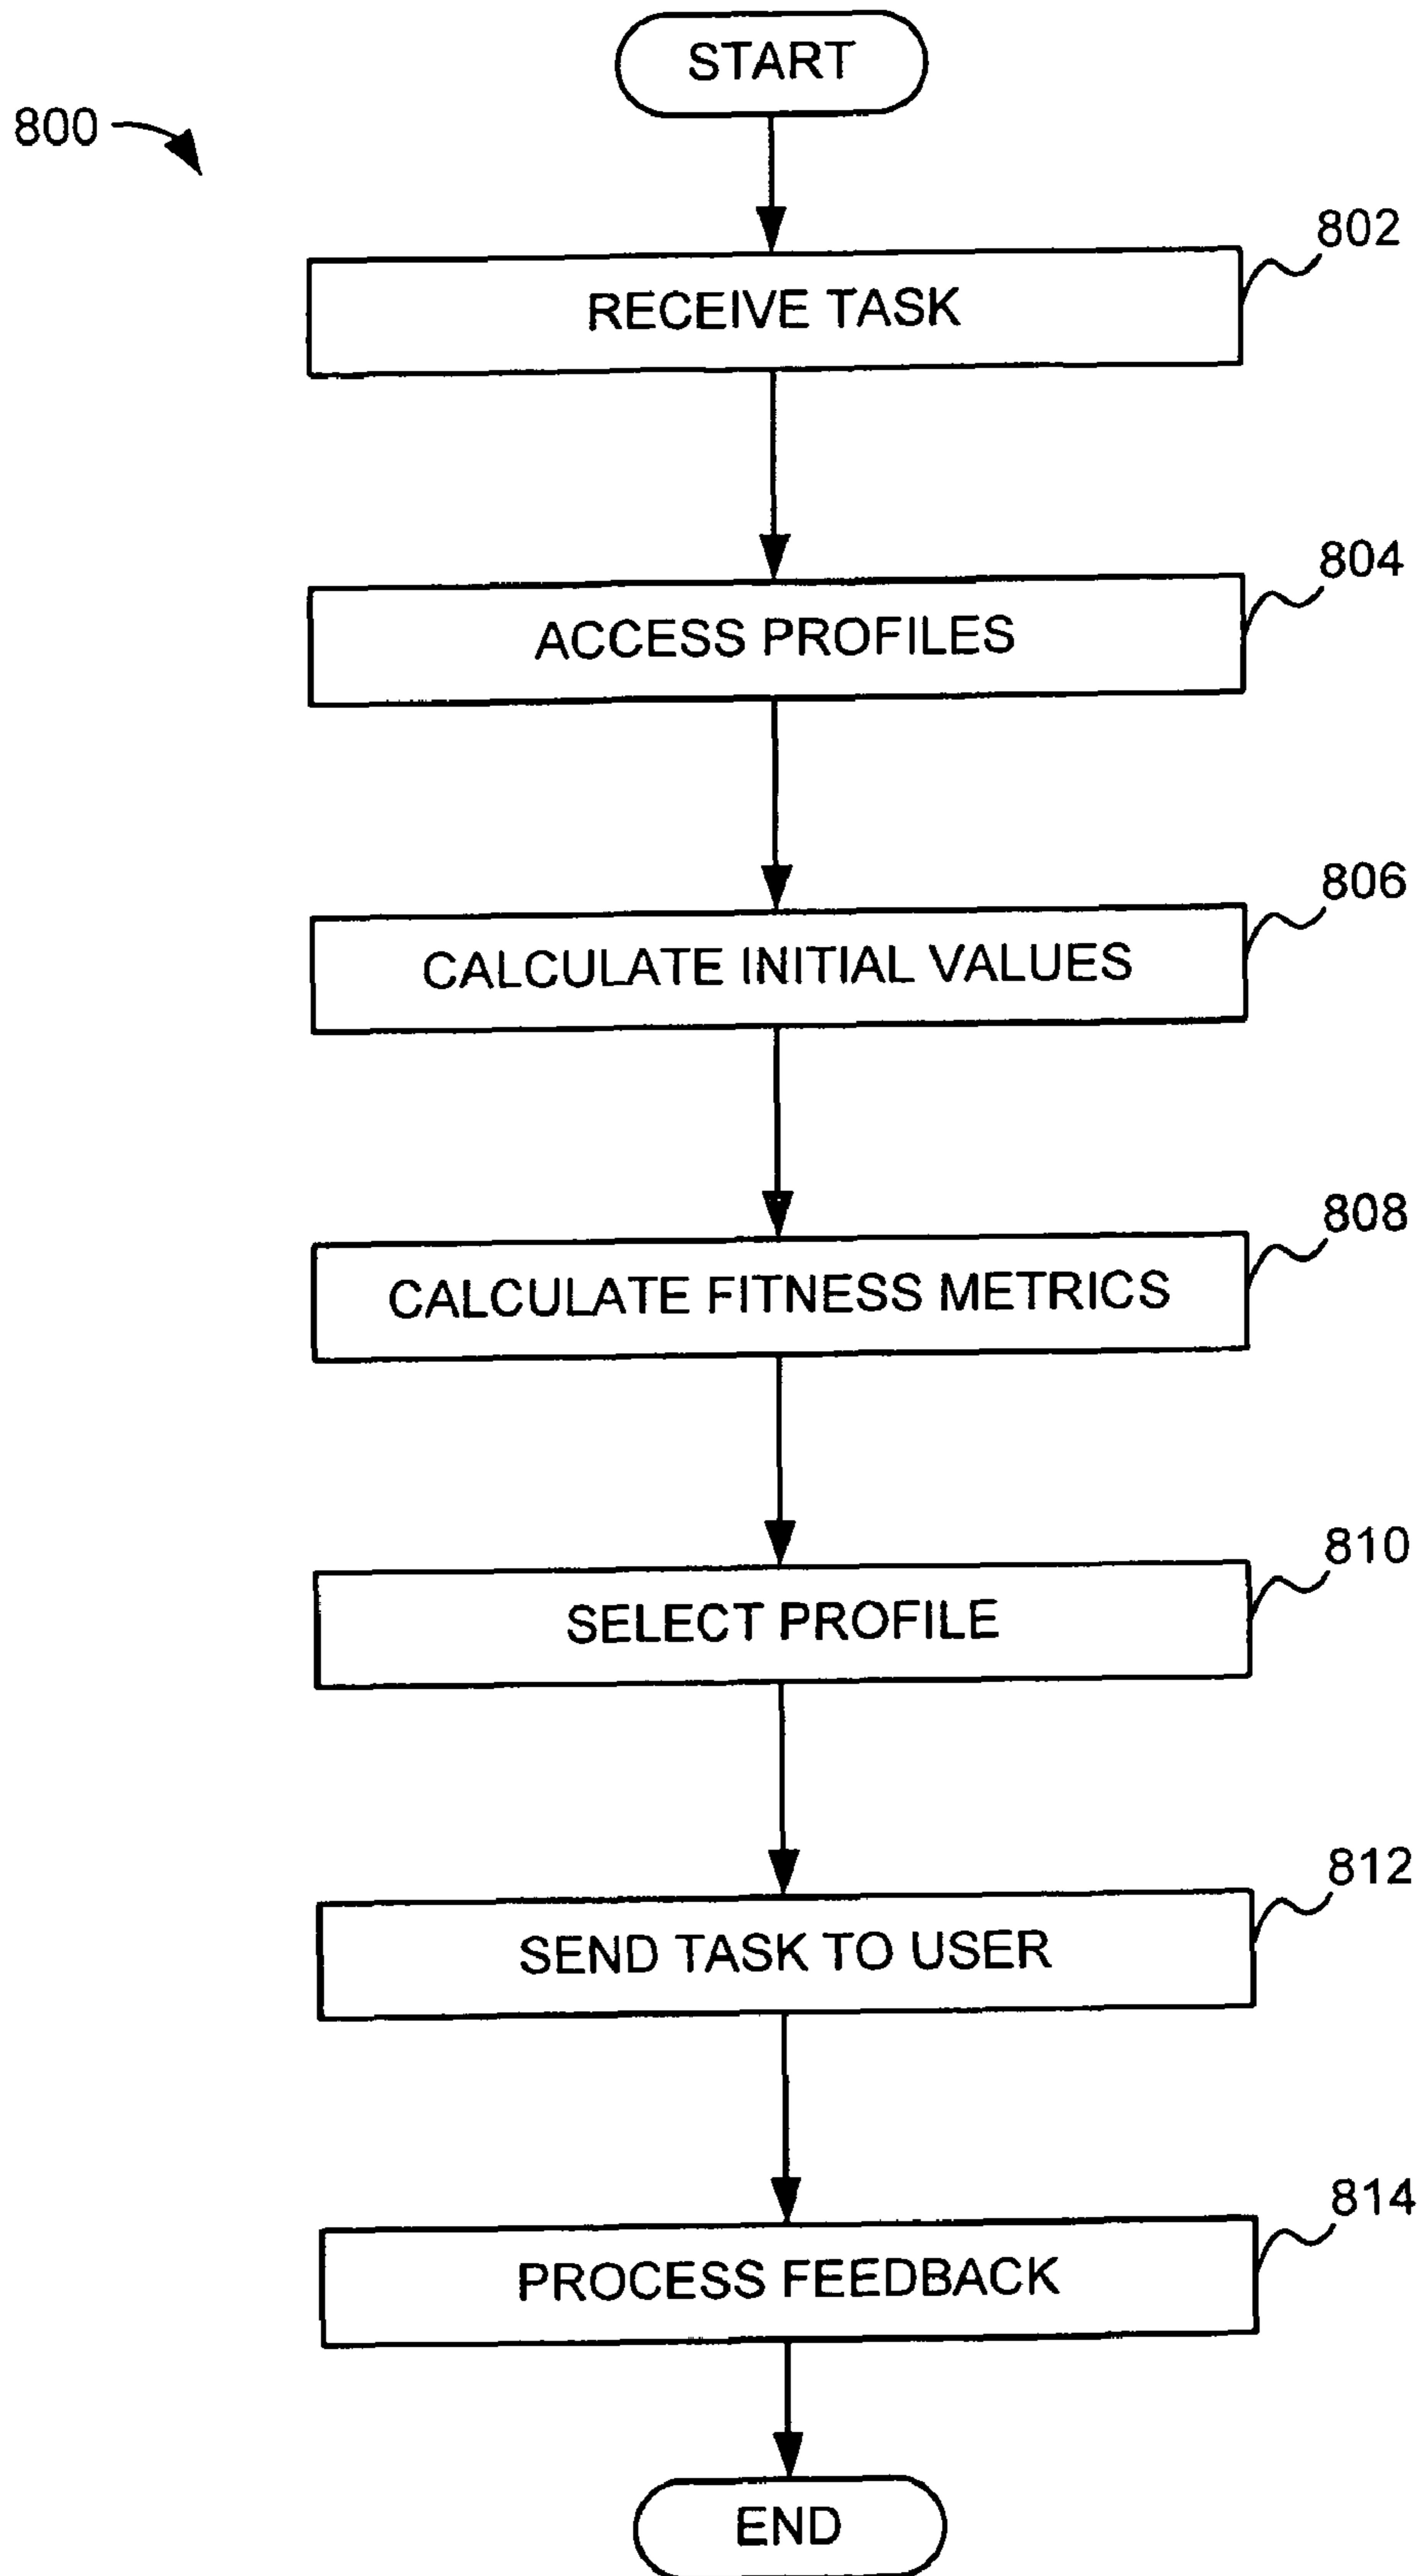 START
800
802
RECEIVE TASK
804
ACCESS PROFILES
806
CALCULATE INITIAL VALUES
808
CALCULATE FITNESS METRICS
810
SELECT PROFILE
812
SEND TASK TO USER
814
PROCESS FEEDBACK
END